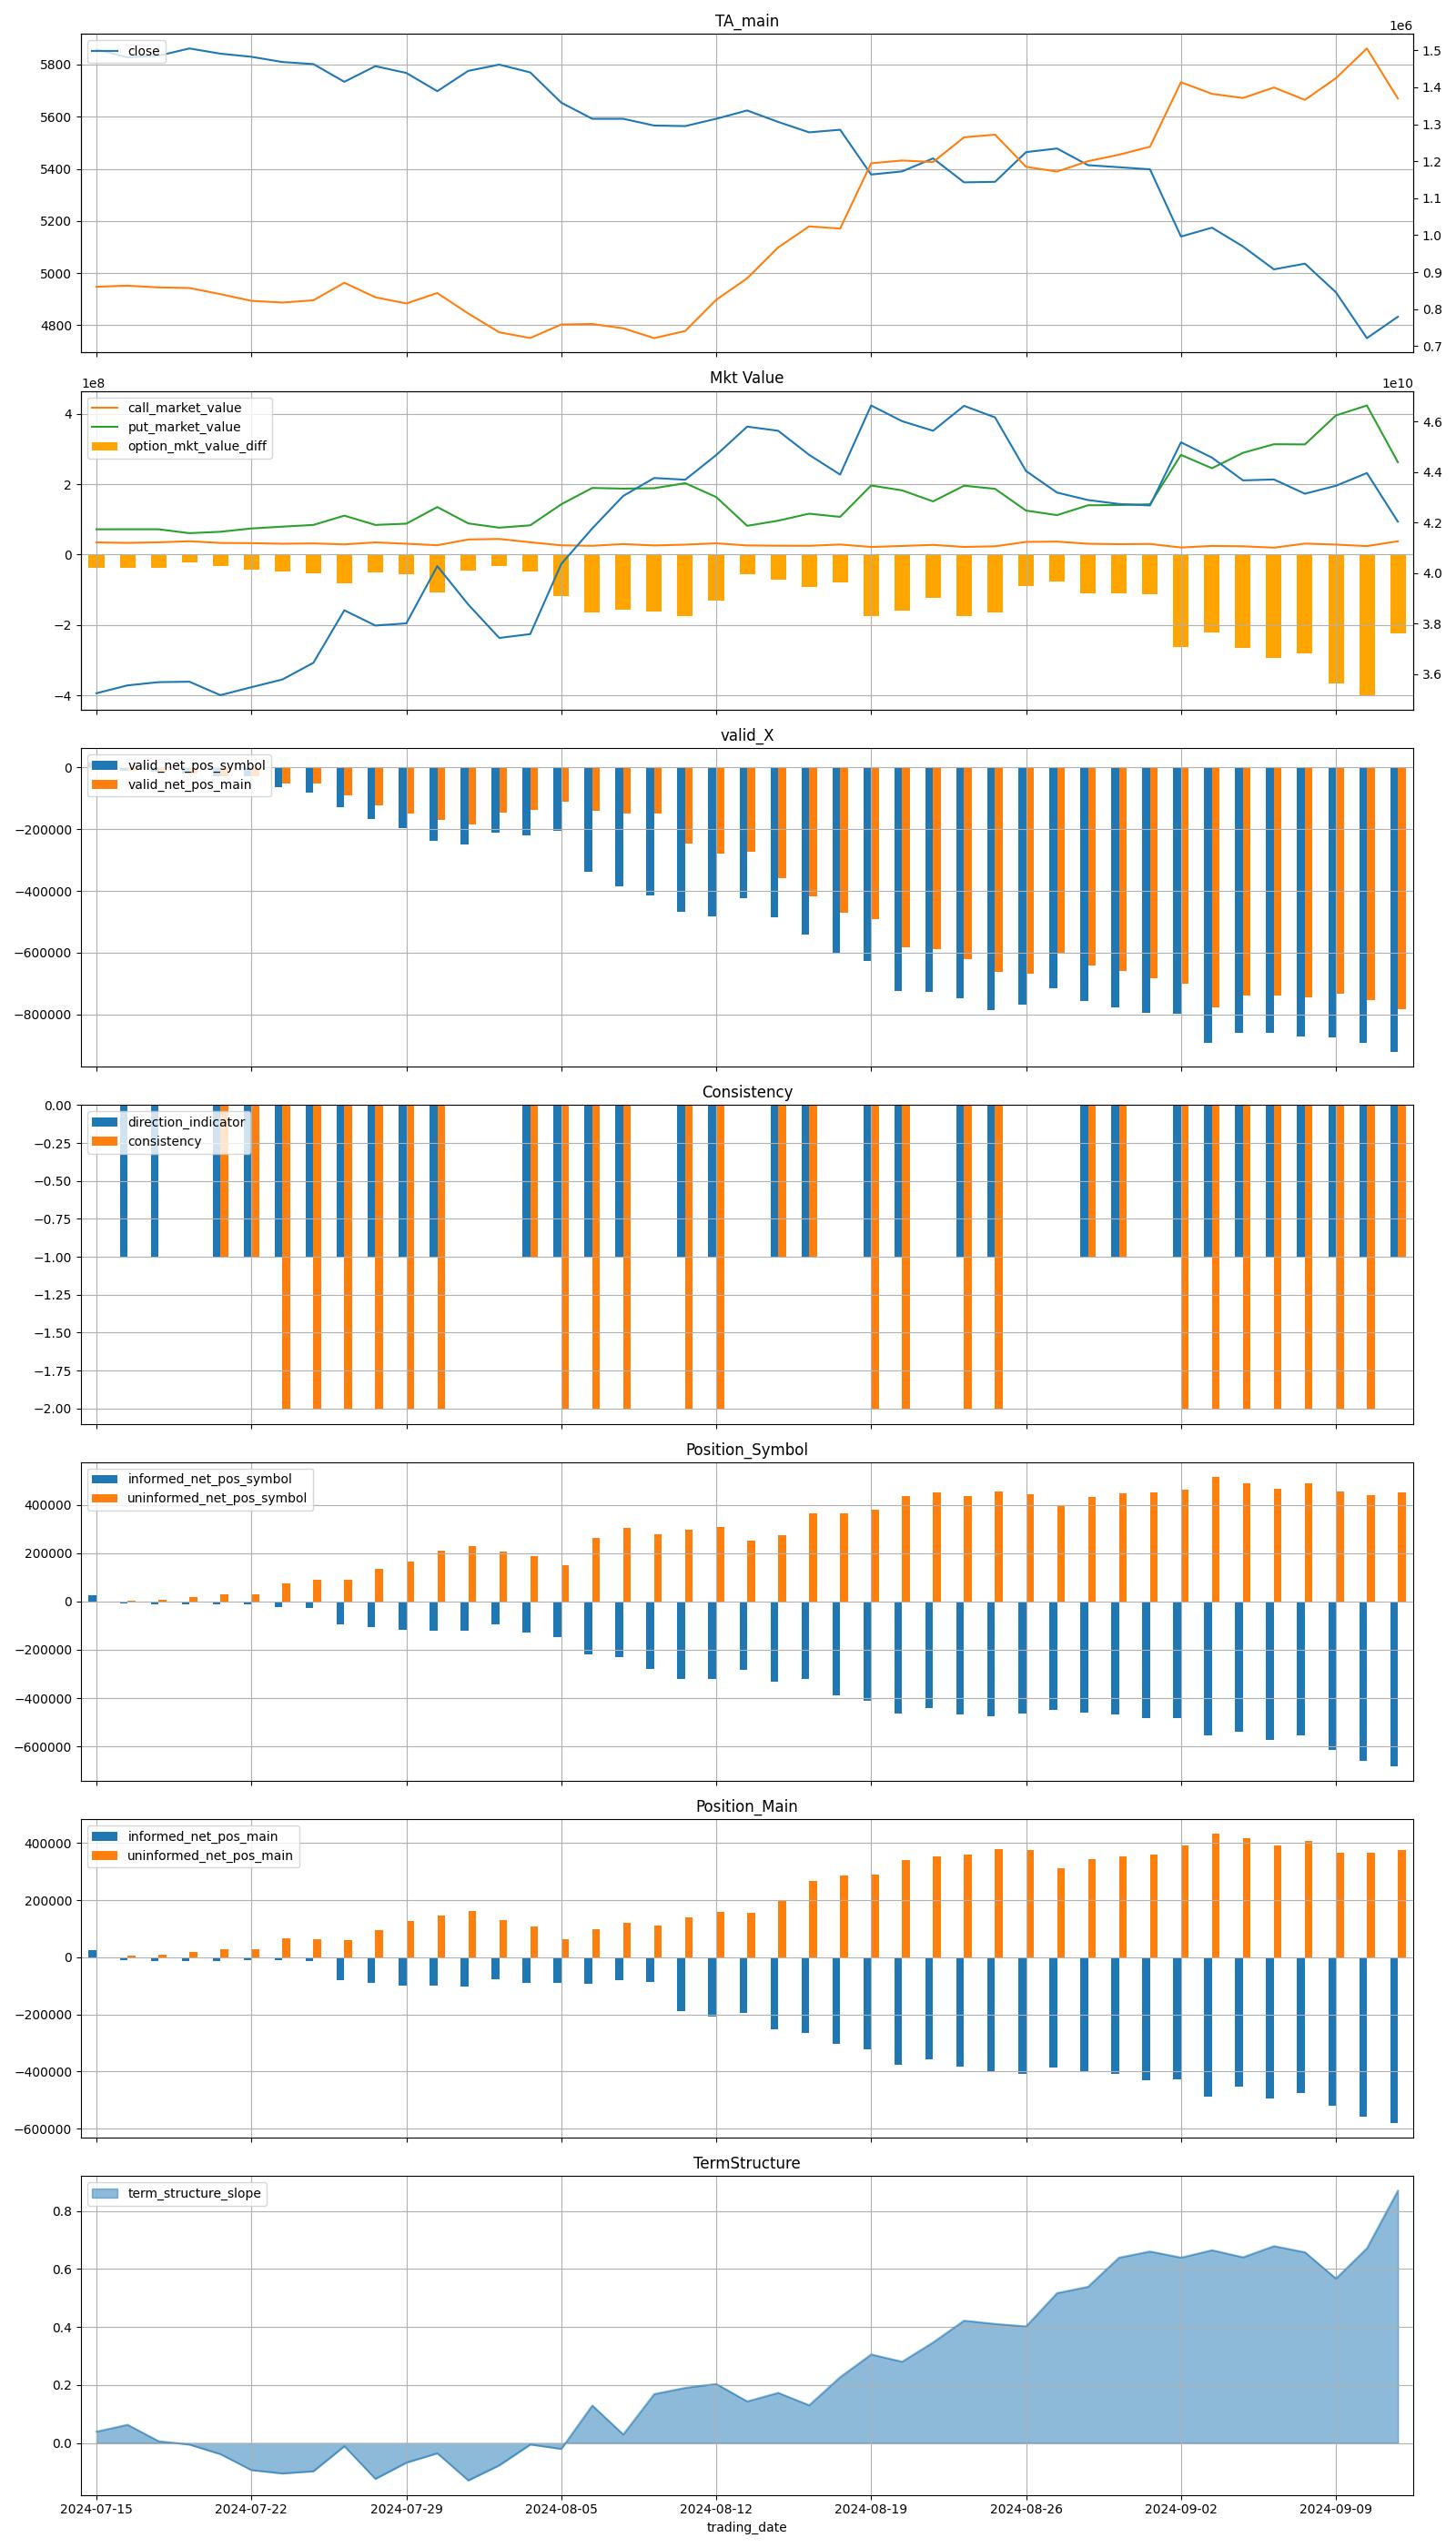 TA_main
1e6
close
5800
5600
5400
5200
5000
4800
1.5
1.4
1.3
1.2
1.1
1.0
0.9
0.8
0.7
Mkt Value
1e8
1e10
call_market_value
put_market_value
option_mkt_value_diff
4
2
0
−2
−4
4.6
4.4
4.2
4.0
3.8
3.6
valid_X
valid_net_pos_symbol
valid_net_pos_main
0
−200000
−400000
−600000
−800000
Consistency
direction_indicator
consistency
0.00
−0.25
−0.50
−0.75
−1.00
−1.25
−1.50
−1.75
−2.00
Position_Symbol
informed_net_pos_symbol
uninformed_net_pos_symbol
400000
200000
0
−200000
−400000
−600000
Position_Main
informed_net_pos_main
uninformed_net_pos_main
400000
200000
0
−200000
−400000
−600000
TermStructure
term_structure_slope
0.8
0.6
0.4
0.2
0.0
2024-07-15
2024-07-22
2024-07-29
2024-08-05
2024-08-12
2024-08-19
2024-08-26
2024-09-02
2024-09-09
trading_date